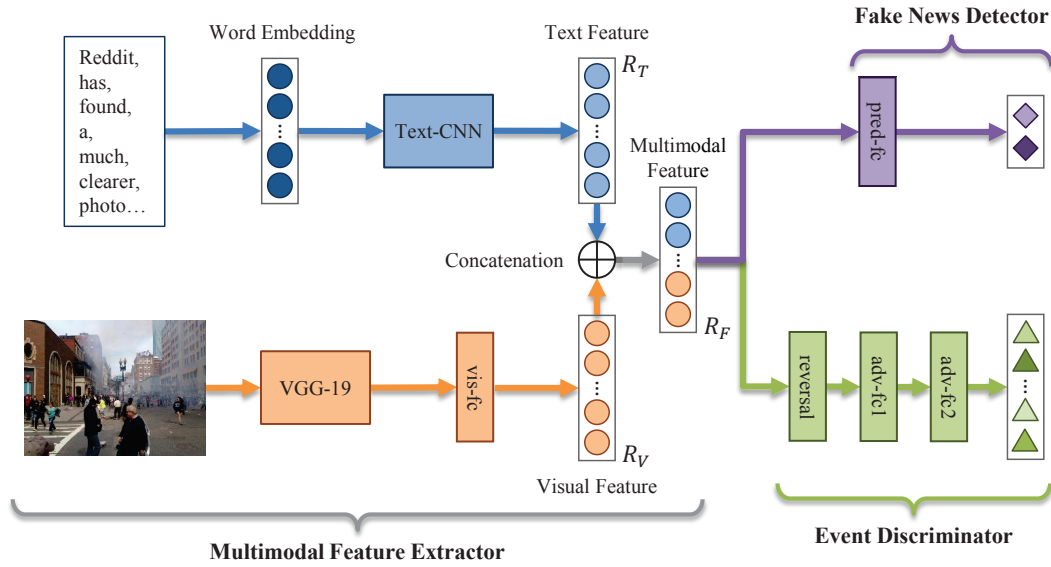 Fake News Detector
Word Embedding
Text Feature
Reddit,
has,
found,
a,
much,
clearer,
photo…
Text-CNN
R_T
pred-fc
Multimodal
Feature
Concatenation
R_F
VGG-19
vis-fc
R_V
Visual Feature
reversal
adv-fc1
adv-fc2
Multimodal Feature Extractor
Event Discriminator